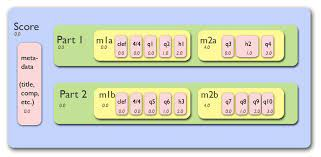 Score
0.0
meta-
data
(title,
comp,
etc.)
0.0
Part 1
0.0
m1a
0.0
clef 4/4 q1 q2 h1
0.0 0.0 0.0 1.0 2.0
m2a
4.0
q3 h2 q4
0.0 1.0 3.0
Part 2
0.0
m1b
0.0
clef 4/4 q5 q6 h3
0.0 0.0 0.0 1.0 2.0
m2b
4.0
q7 q8 q9 q10
0.0 1.0 2.0 3.0